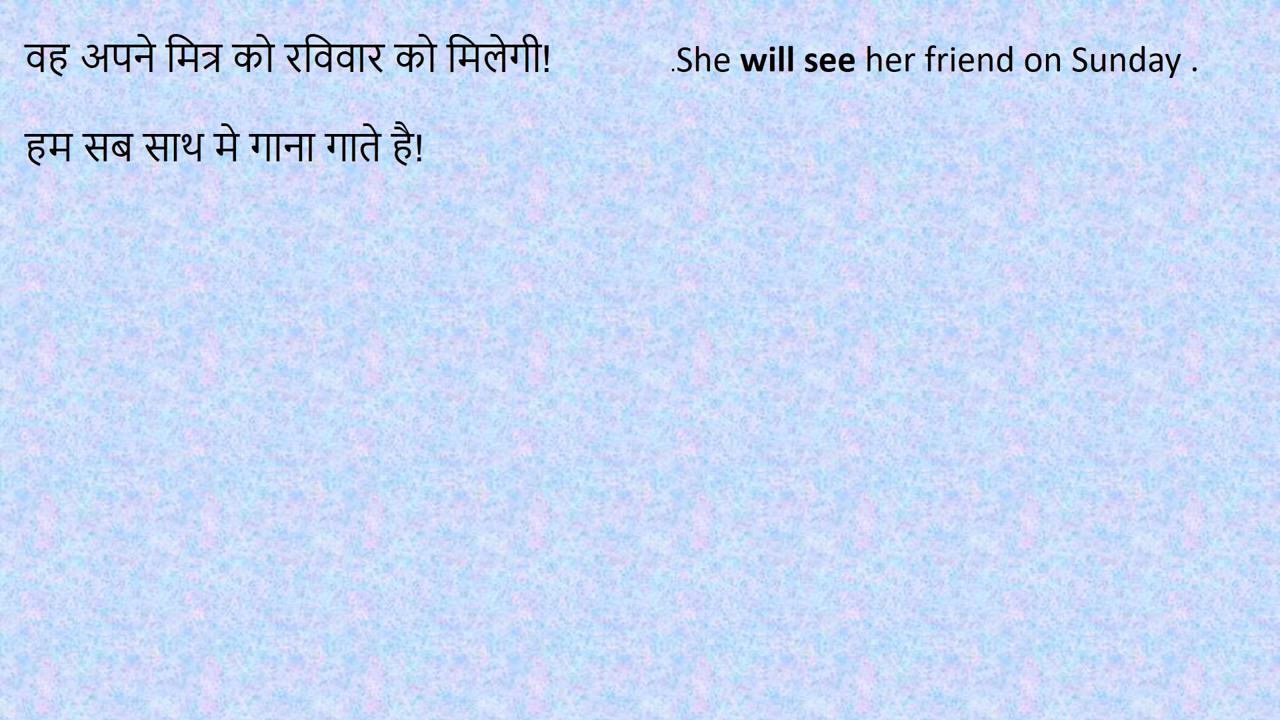 वह अपने मित्र को रविवार को मिलेगी! .She will see her friend on Sunday .
हम सब साथ मे गाना गाते है!